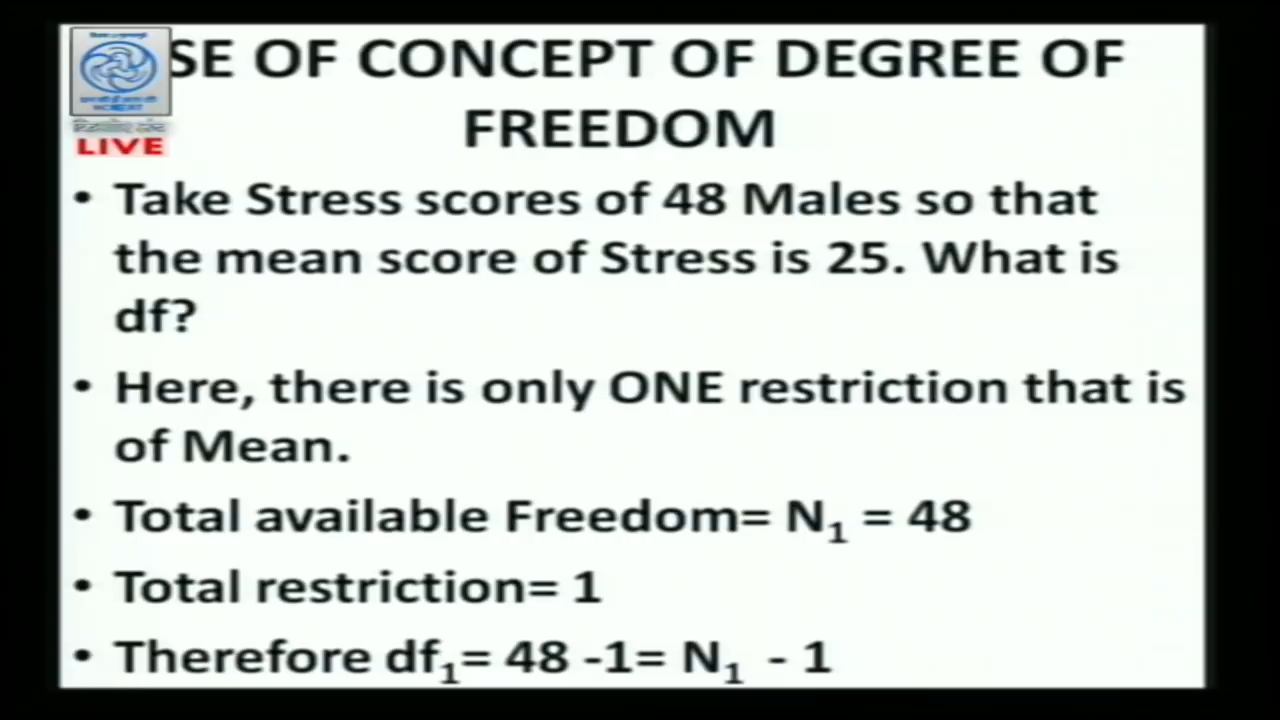 SE OF CONCEPT OF DEGREE OF
FREEDOM
LIVE
• Take Stress scores of 48 Males so that
the mean score of Stress is 25. What is
df?
• Here, there is only ONE restriction that is
of Mean.
• Total available Freedom= N₁ = 48
• Total restriction= 1
• Therefore df₁= 48 -1= N₁ - 1